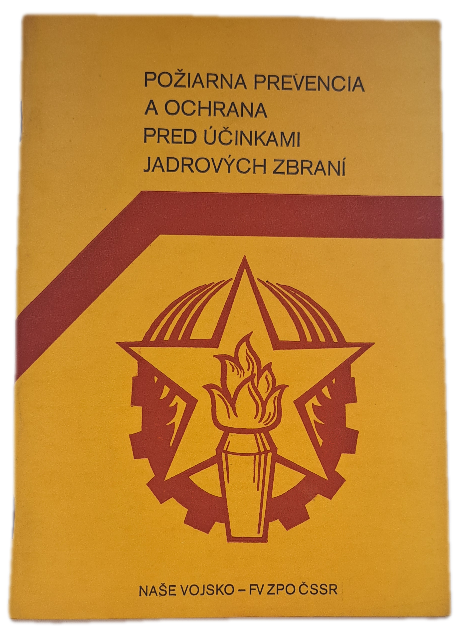 POŽIARNA PREVENCIA
A OCHRANA
PRED ÚČINKAMI
JADROVÝCH ZBRANÍ
NAŠE VOJSKO – FV ZPO ČSSR